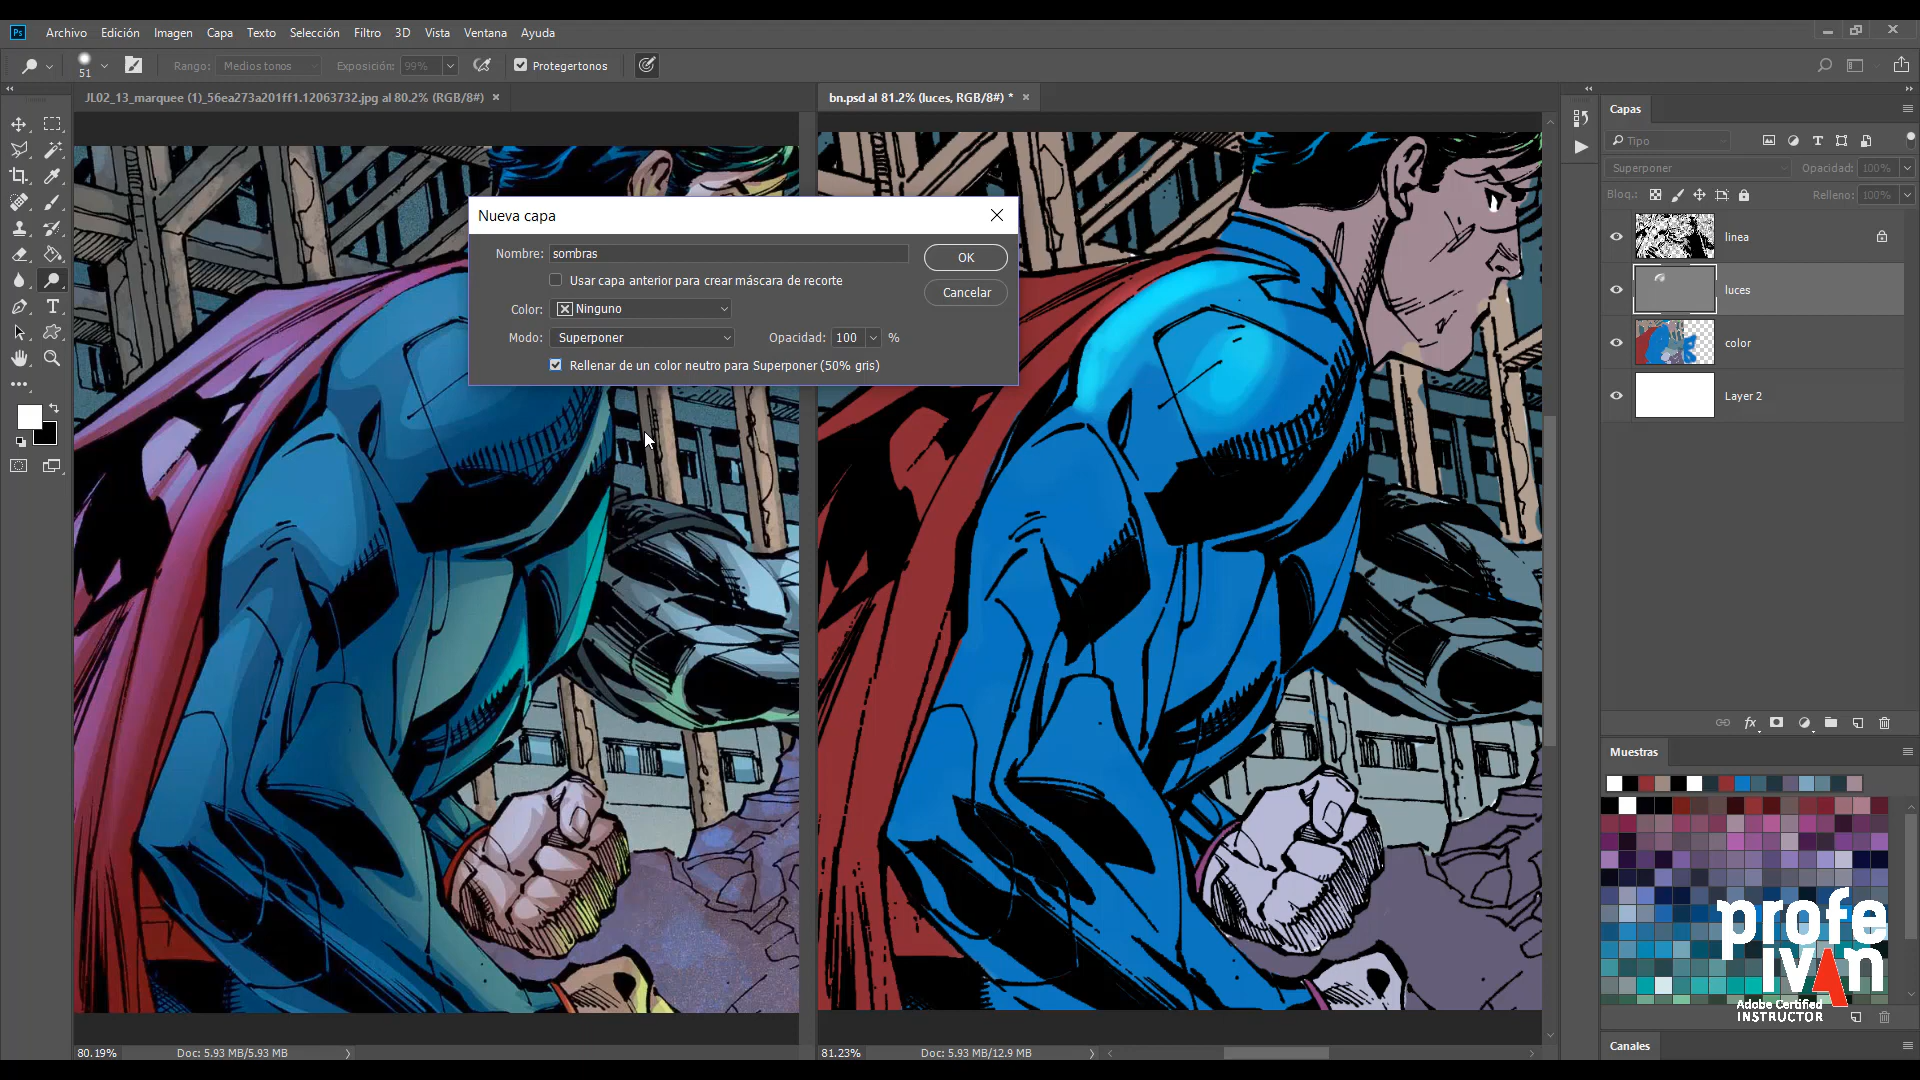 Ps Archivo Edición Imagen Capa Texto Selección Filtro 3D Vista Ventana Ayuda
51 Rango: Medios tonos Exposición: 99% Protegertonos
JL02_13_marquee (1)_56ea273a201ff1.12063732.jpg al 80.2% (RGB/8#) ×
bn.psd al 81.2% (luces, RGB/8#) * ×
Nueva capa
Nombre: sombras
OK
Usar capa anterior para crear máscara de recorte
Cancelar
Color: Ninguno
Modo: Superponer Opacidad: 100 %
Rellenar de un color neutro para Superponer (50% gris)
Capas
Tipo
Superponer Opacidad: 100%
Bloq.: Relleno: 100%
linea
luces
color
Layer 2
fx
Muestras
profe
ivan
Adobe Certified
INSTRUCTOR
Canales
80.19% Doc: 5.93 MB/5.93 MB
81.23% Doc: 5.93 MB/12.9 MB